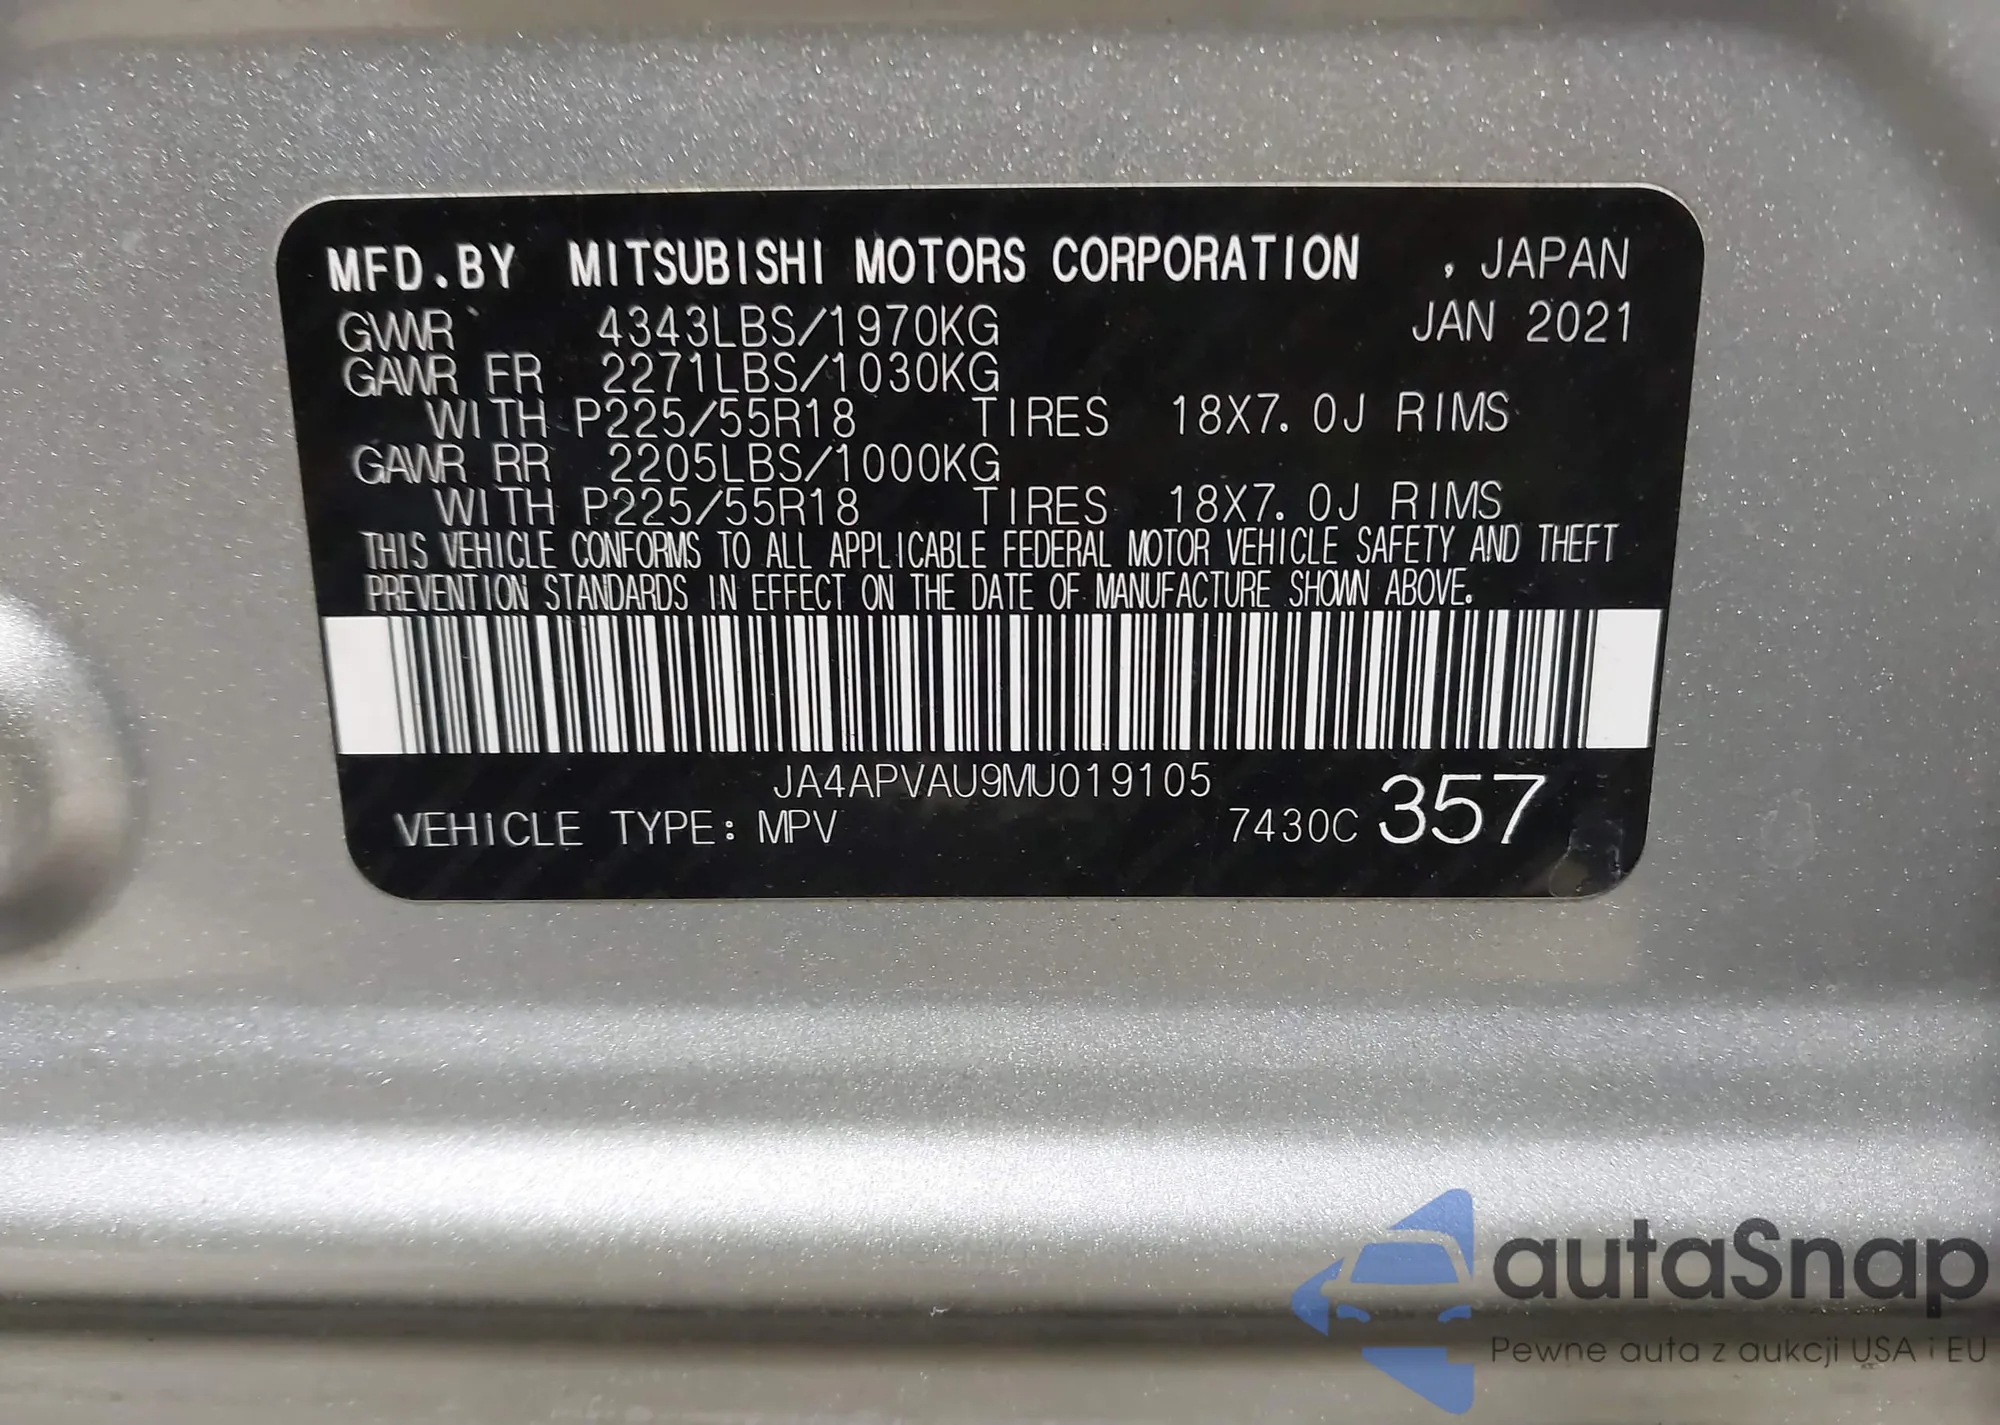 MFD.BY MITSUBISHI MOTORS CORPORATION , JAPAN
GVWR 4343LBS/1970KG JAN 2021
GAWR FR 2271LBS/1030KG
WITH P225/55R18 TIRES 18X7.0J RIMS
GAWR RR 2205LBS/1000KG
WITH P225/55R18 TIRES 18X7.0J RIMS
THIS VEHICLE CONFORMS TO ALL APPLICABLE FEDERAL MOTOR VEHICLE SAFETY AND THEFT
PREVENTION STANDARDS IN EFFECT ON THE DATE OF MANUFACTURE SHOWN ABOVE.
JA4APVAU9MU019105
VEHICLE TYPE: MPV 7430C 357
autaSnap
Pewne auta z aukcji USA i EU